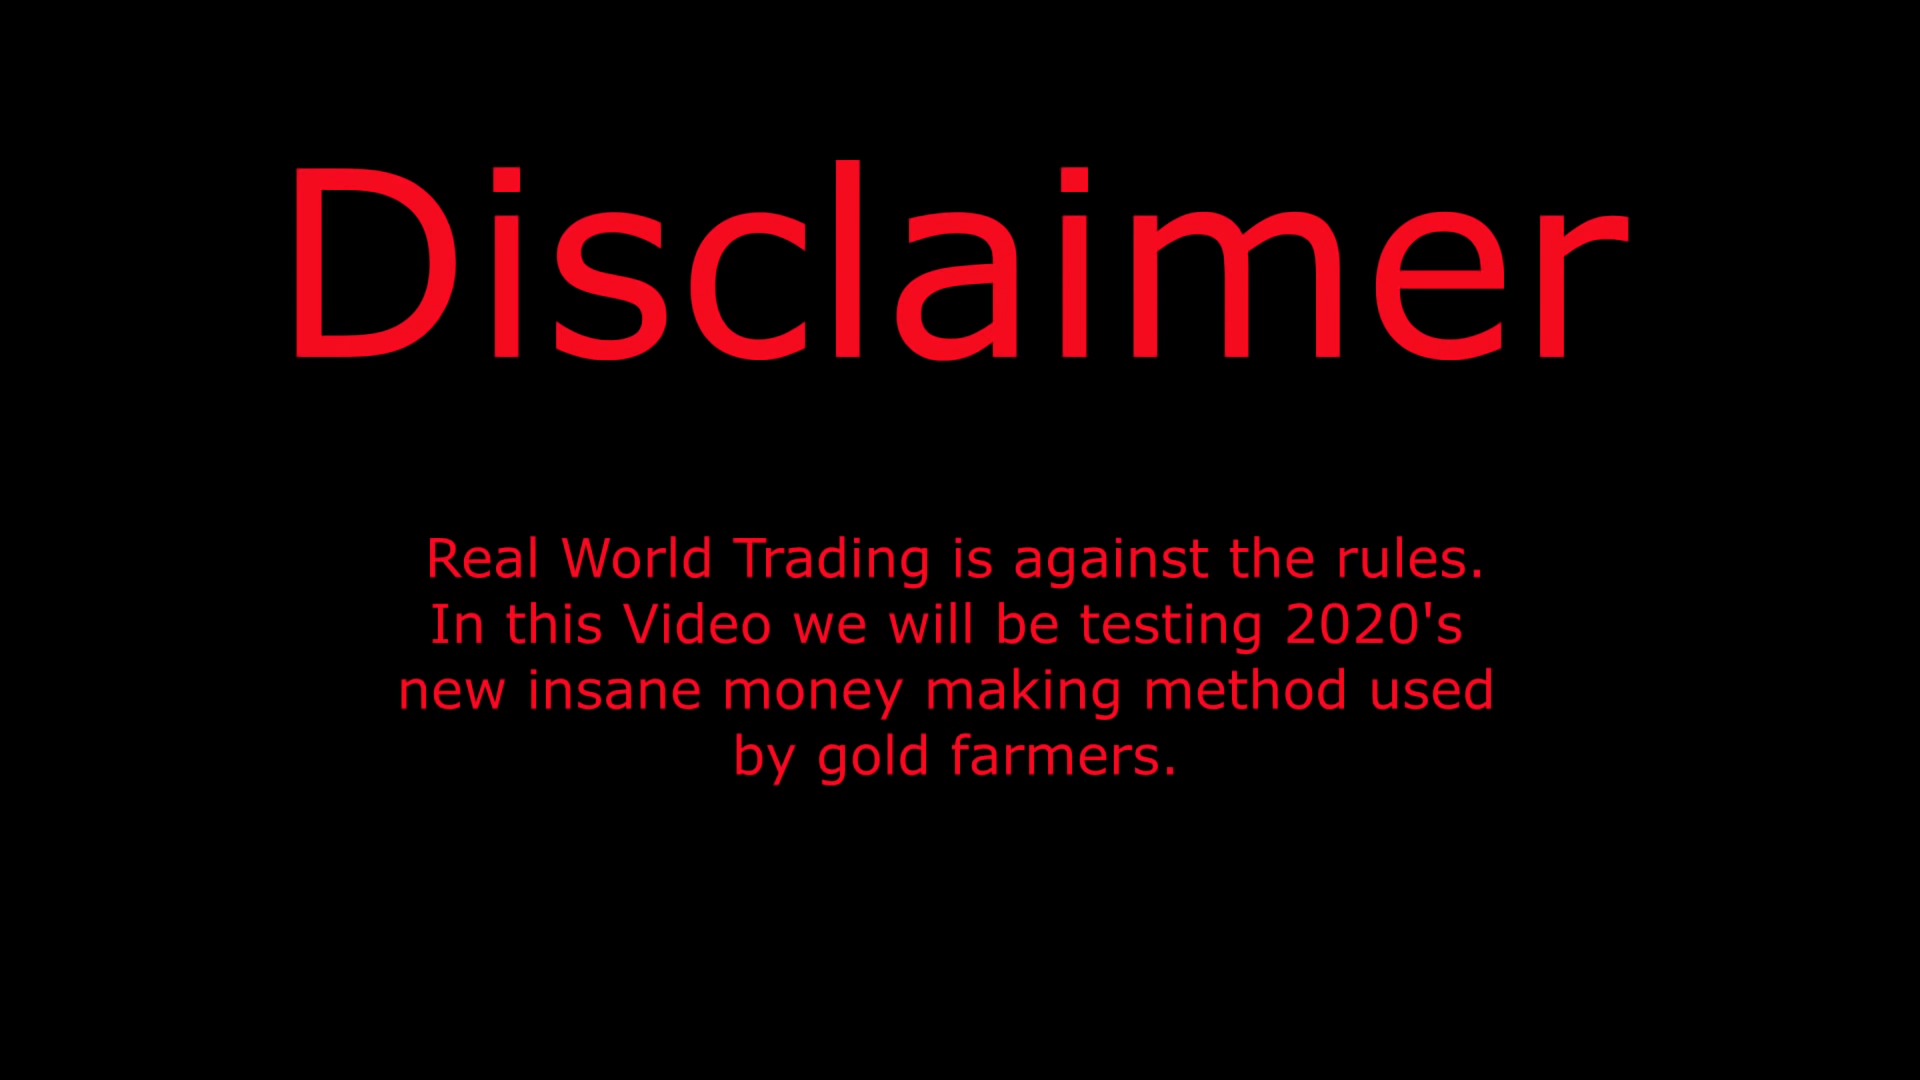 Disclaimer
Real World Trading is against the rules.
In this Video we will be testing 2020's
new insane money making method used
by gold farmers.